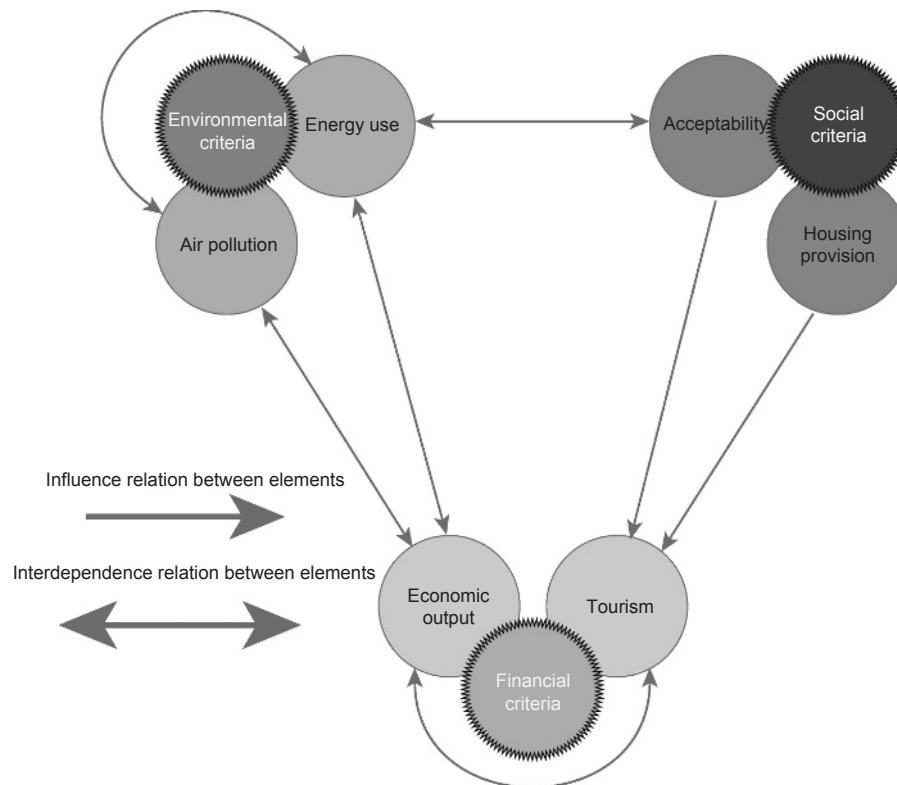 Environmental
criteria
Energy use
Acceptability
Social
criteria
Air pollution
Housing
provision
Influence relation between elements
Interdependence relation between elements
Economic
output
Tourism
Financial
criteria